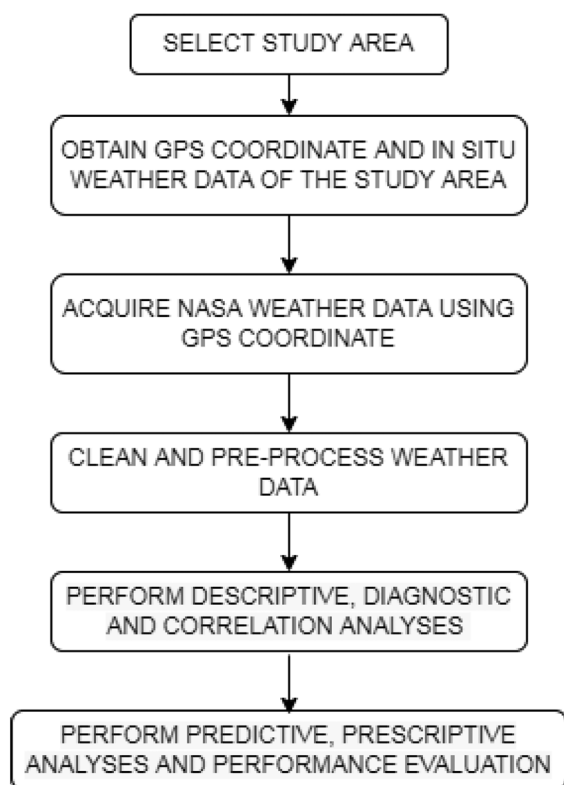 SELECT STUDY AREA
OBTAIN GPS COORDINATE AND IN SITU
WEATHER DATA OF THE STUDY AREA
ACQUIRE NASA WEATHER DATA USING
GPS COORDINATE
CLEAN AND PRE-PROCESS WEATHER
DATA
PERFORM DESCRIPTIVE, DIAGNOSTIC
AND CORRELATION ANALYSES
PERFORM PREDICTIVE, PRESCRIPTIVE
ANALYSES AND PERFORMANCE EVALUATION